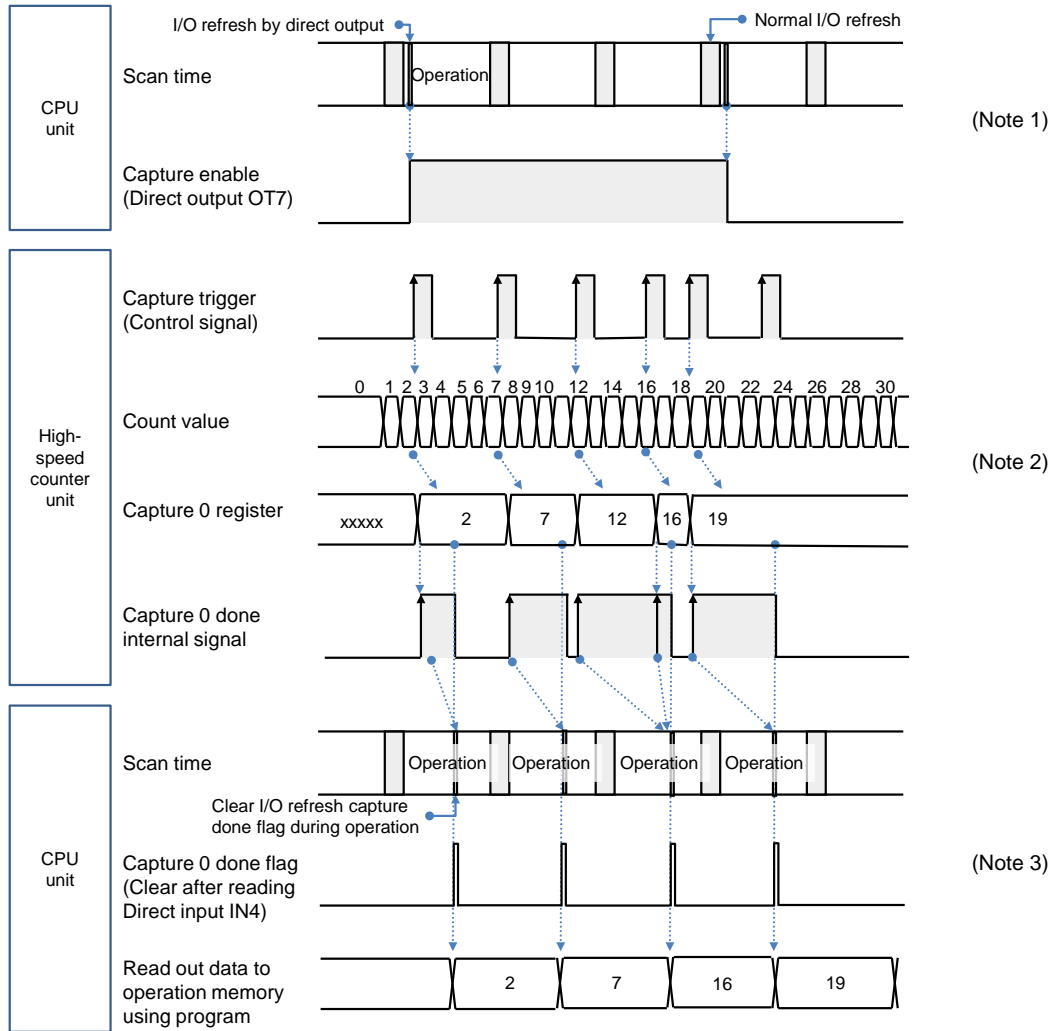 I/O refresh by direct output
Normal I/O refresh
Scan time
Operation
CPU
unit
(Note 1)
Capture enable
(Direct output OT7)
Capture trigger
(Control signal)
0 1 2 3 4 5 6 7 8 9 10 12 14 16 18 20 22 24 26 28 30
Count value
High-
speed
counter
unit
(Note 2)
Capture 0 register
xxxxx 2 7 12 16 19
Capture 0 done
internal signal
Scan time
Operation Operation Operation Operation
Clear I/O refresh capture
done flag during operation
CPU
unit
Capture 0 done flag
(Clear after reading
Direct input IN4)
(Note 3)
Read out data to
operation memory
using program
2 7 16 19